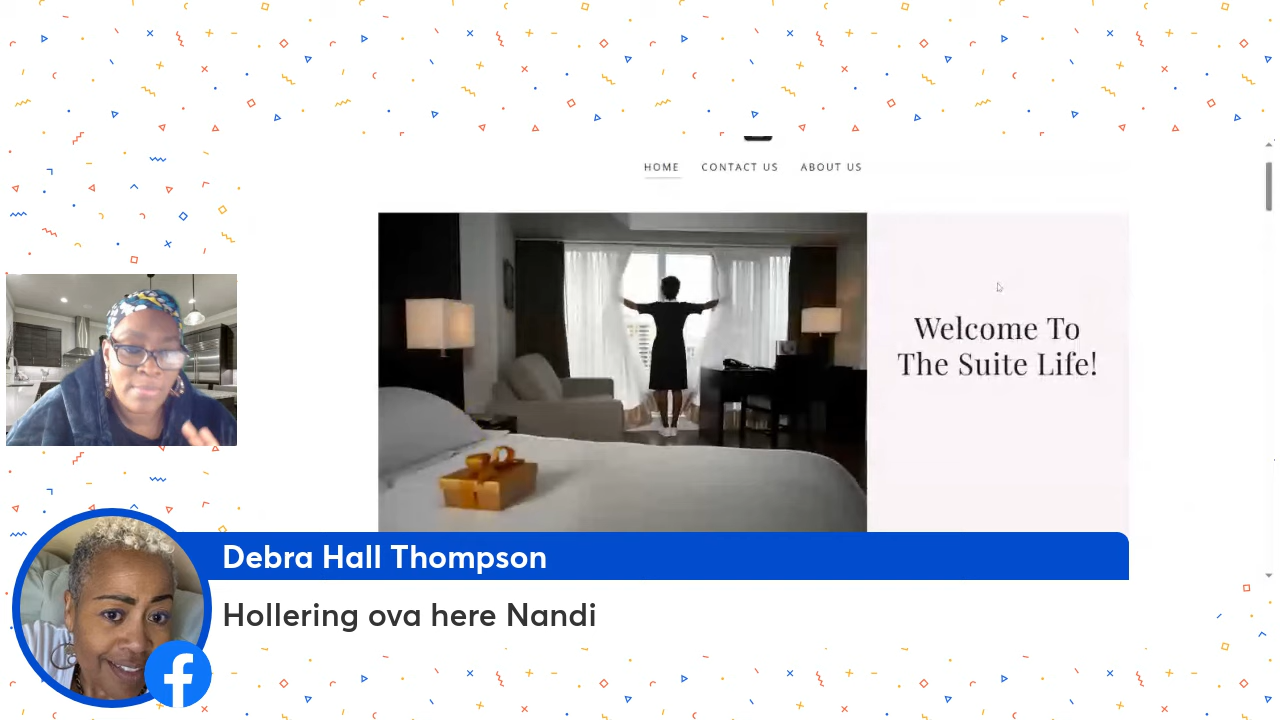 HOME CONTACT US ABOUT US
Welcome To
The Suite Life!
Debra Hall Thompson
Hollering ova here Nandi